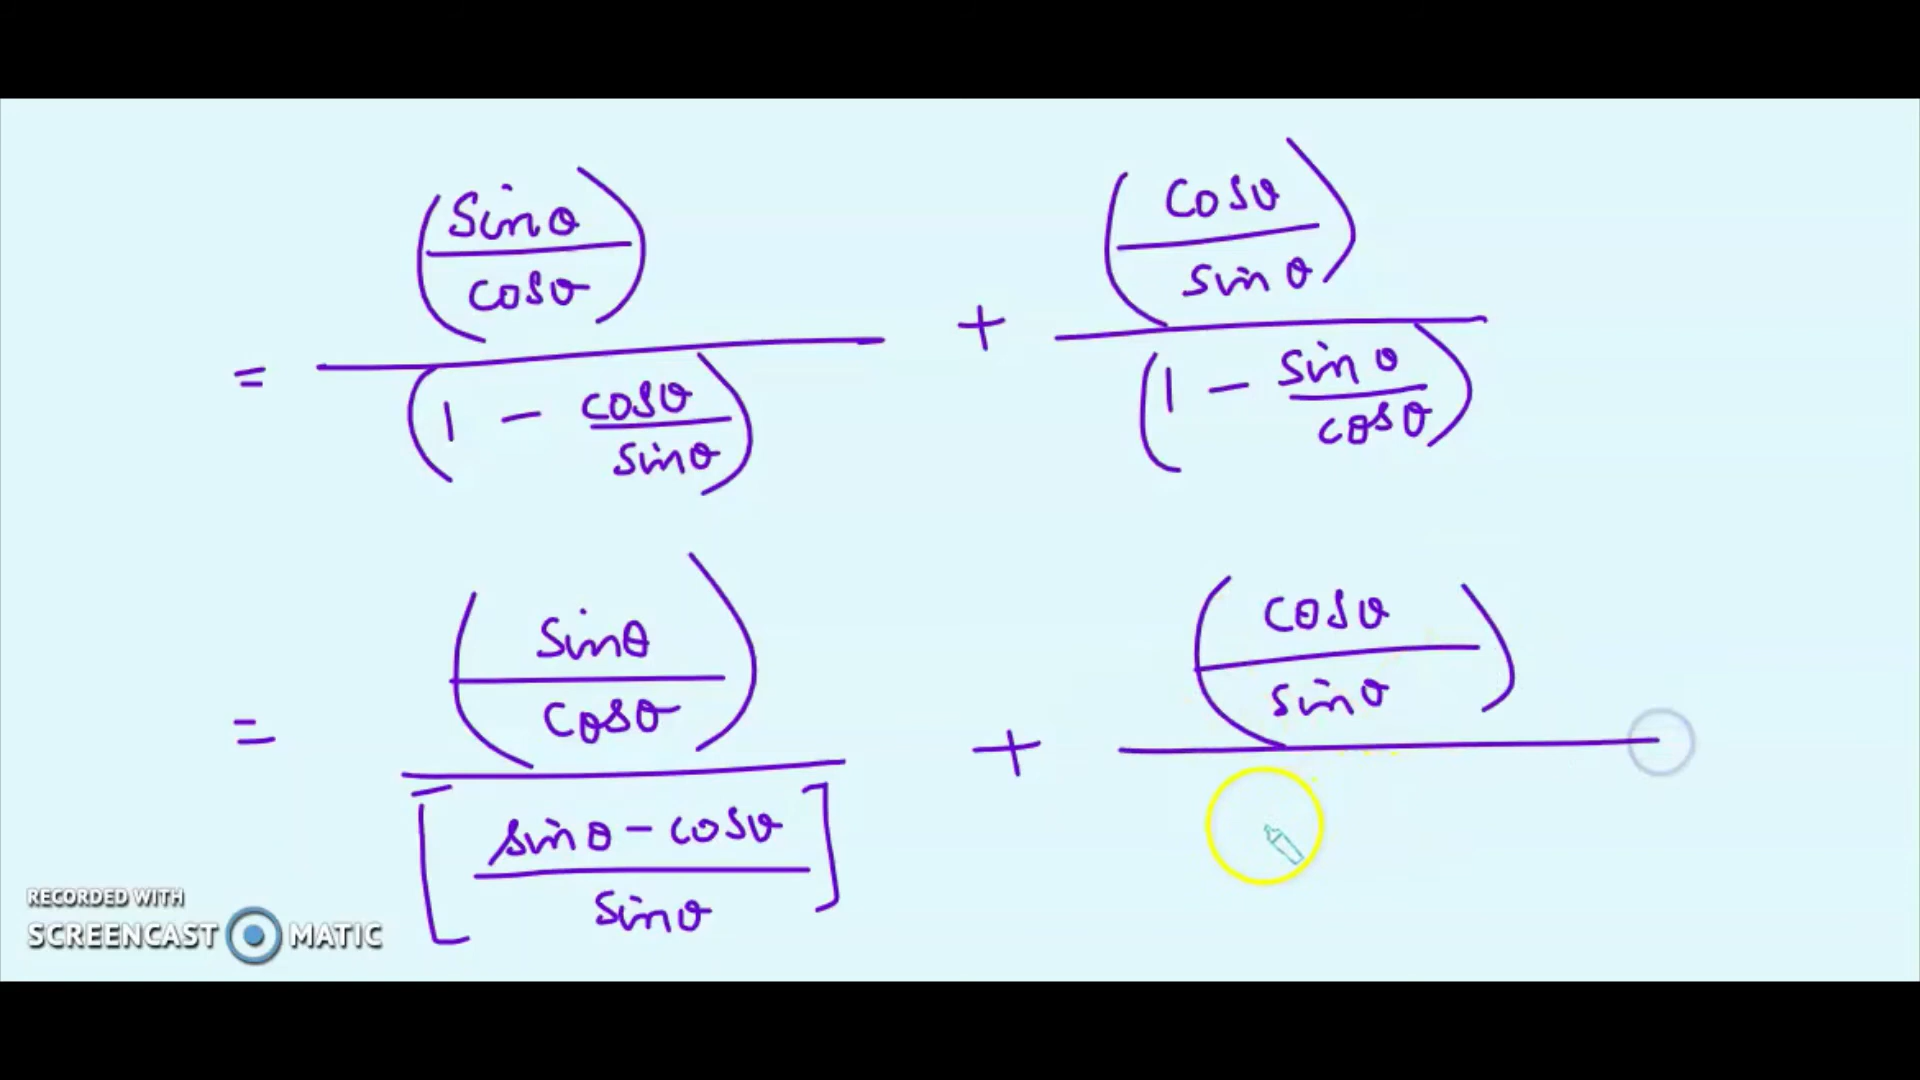 = (sinθ/cosθ) / (1 - cosθ/sinθ) + (cosθ/sinθ) / (1 - sinθ/cosθ)
= (sinθ/cosθ) / [sinθ - cosθ/sinθ] + (cosθ/sinθ)
RECORDED WITH
SCREENCAST MATIC